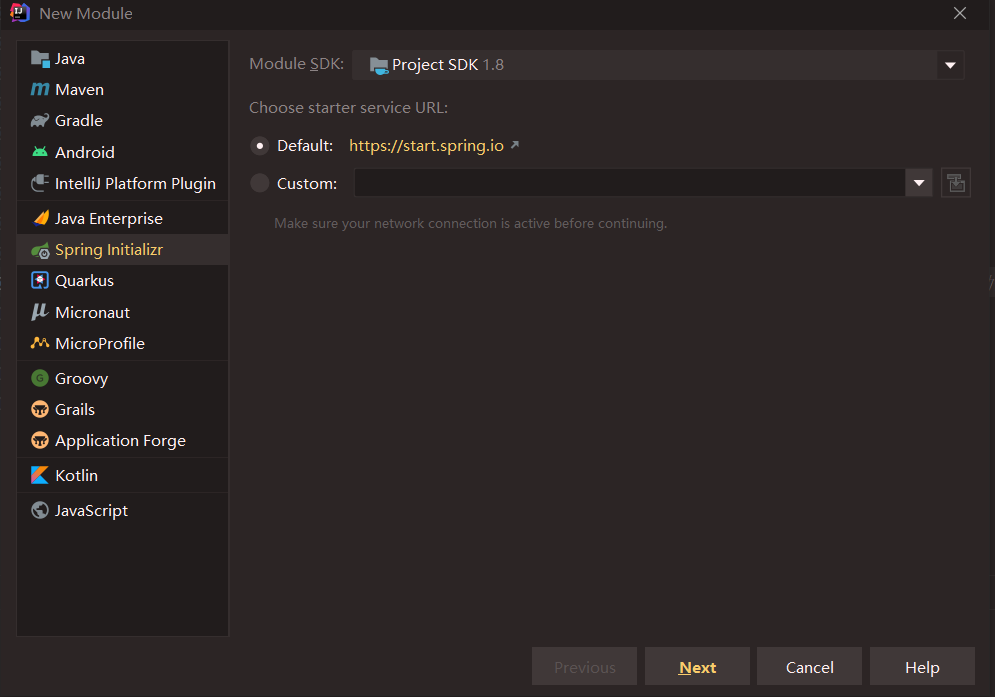 New Module
Java
Maven
Gradle
Android
IntelliJ Platform Plugin
Java Enterprise
Spring Initializr
Quarkus
Micronaut
MicroProfile
Groovy
Grails
Application Forge
Kotlin
JavaScript
Module SDK: Project SDK 1.8
Choose starter service URL:
Default: https://start.spring.io
Custom:
Make sure your network connection is active before continuing.
Previous Next Cancel Help